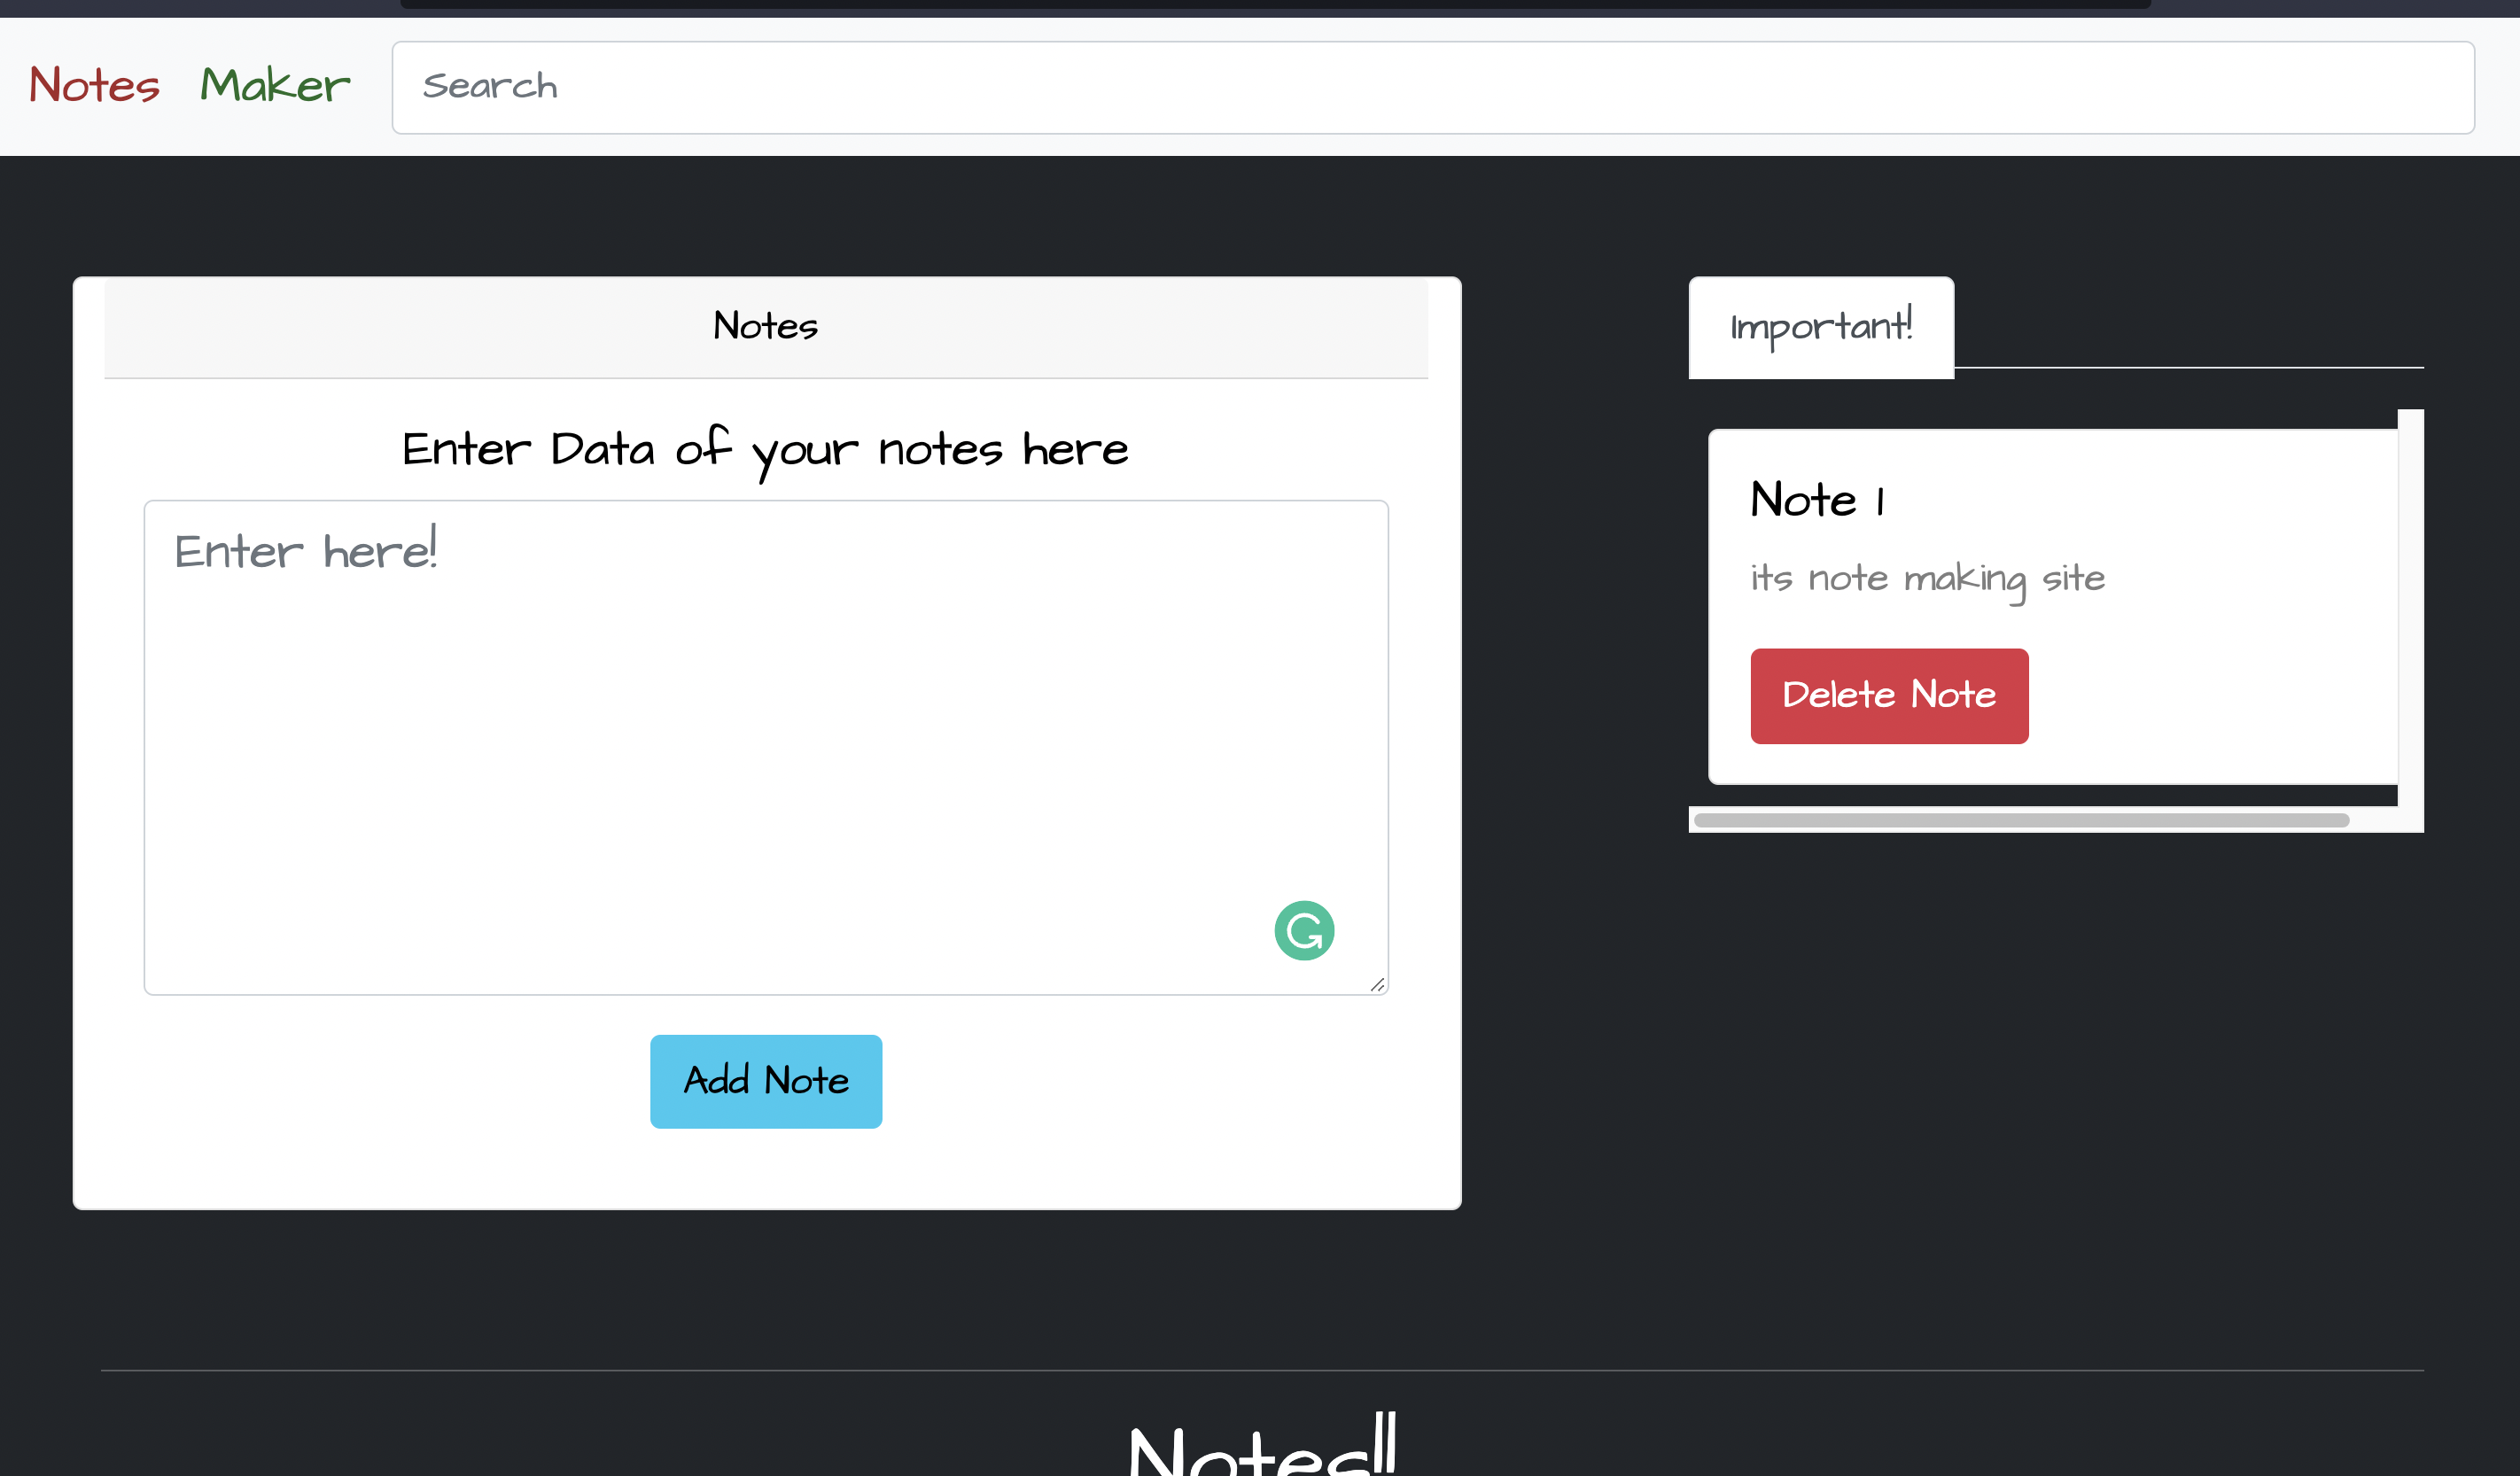 Notes Maker Search
Notes
Enter Data of your notes here
Enter here!
Add Note
Important!
Note 1
its note making site
Delete Note
Notes!!